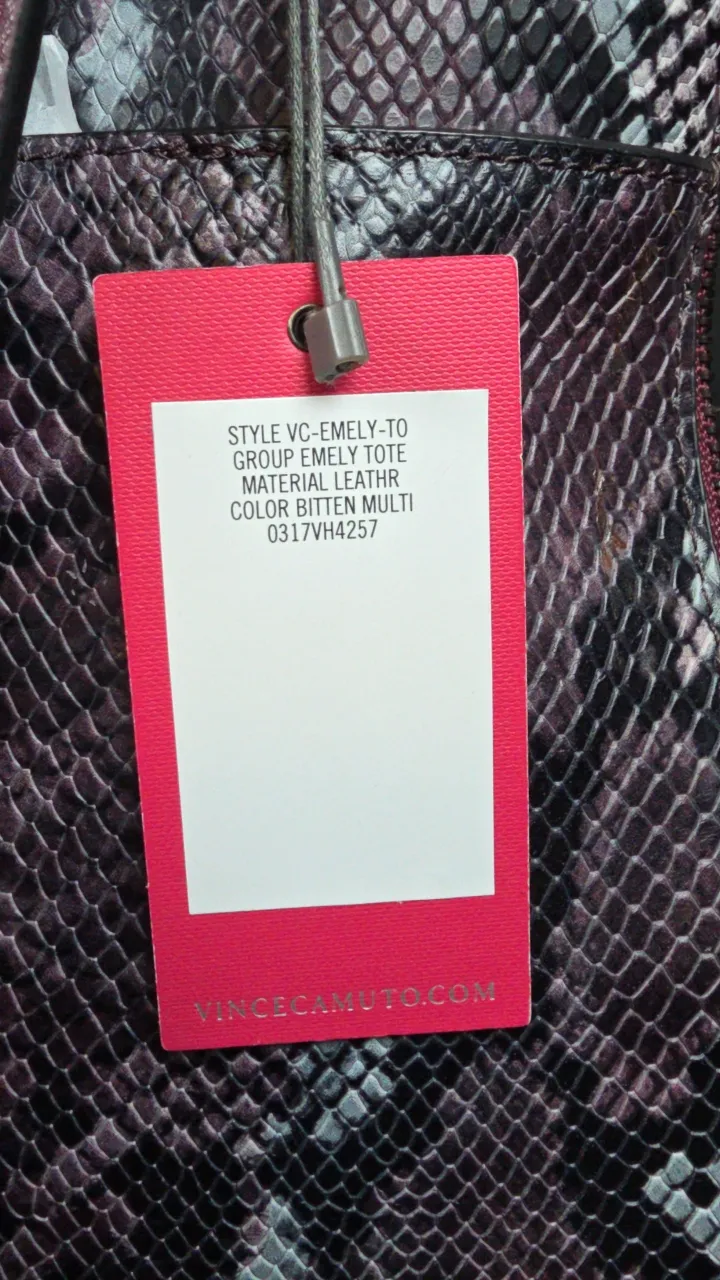 STYLE VC-EMELY-TO
GROUP EMELY TOTE
MATERIAL LEATHR
COLOR BITTEN MULTI
0317VH4257
VINCECAMUTO.COM